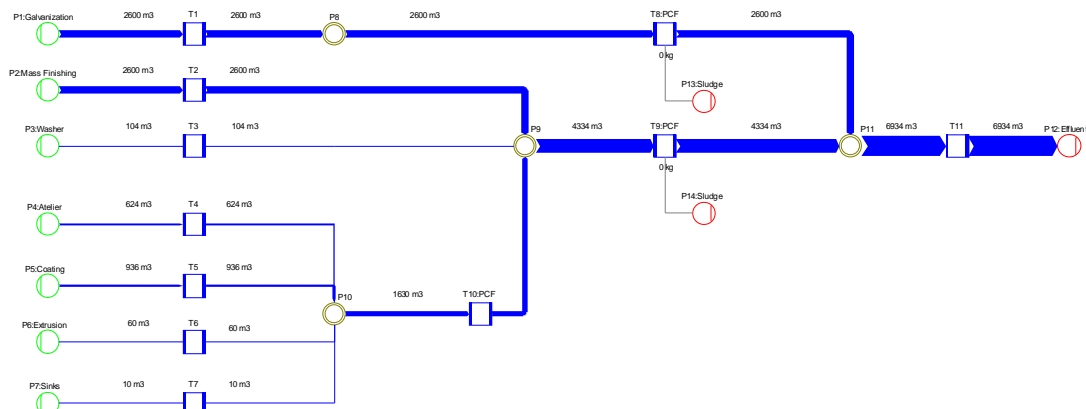 2600 m3
2600 m3
2600 m3
2600 m3
P1:Galvanization
T1
P8
T8:PCF
0 kg
2600 m3
2600 m3
P2:Mass Finishing
T2
P13:Sludge
104 m3
104 m3
4334 m3
4334 m3
6934 m3
6934 m3
P3:Washer
T3
P9
T9:PCF
P11
T11
P12:Effluen
0 kg
P14:Sludge
624 m3
624 m3
P4:Atelier
T4
936 m3
936 m3
P5:Coating
T5
P10
1630 m3
T10:PCF
60 m3
60 m3
P6:Extrusion
T6
10 m3
10 m3
P7:Sinks
T7